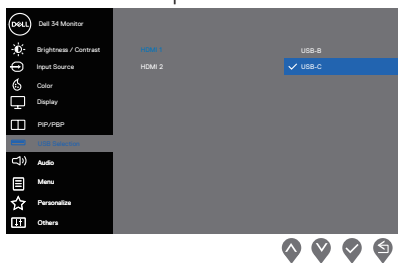 DELL
Dell 34 Monitor
Brightness / Contrast
HDMI 1
USB-B
Input Source
HDMI 2
USB-C
Color
Display
PIP/PBP
USB Selection
Audio
Menu
Personalize
Others